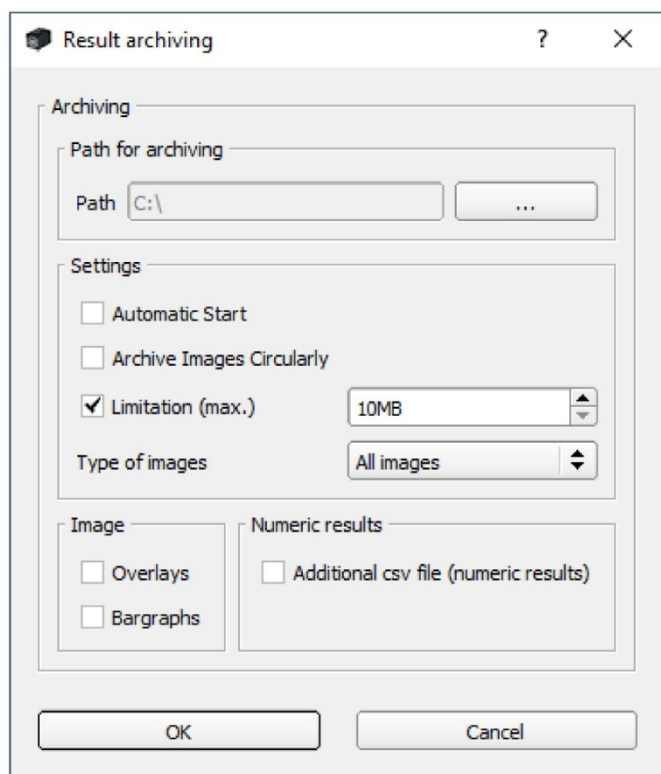 Result archiving ? X
Archiving
Path for archiving
Path C:\ ...
Settings
Automatic Start
Archive Images Circularly
Limitation (max.) 10MB
Type of images All images
Image Numeric results
Overlays Additional csv file (numeric results)
Bargraphs
OK Cancel